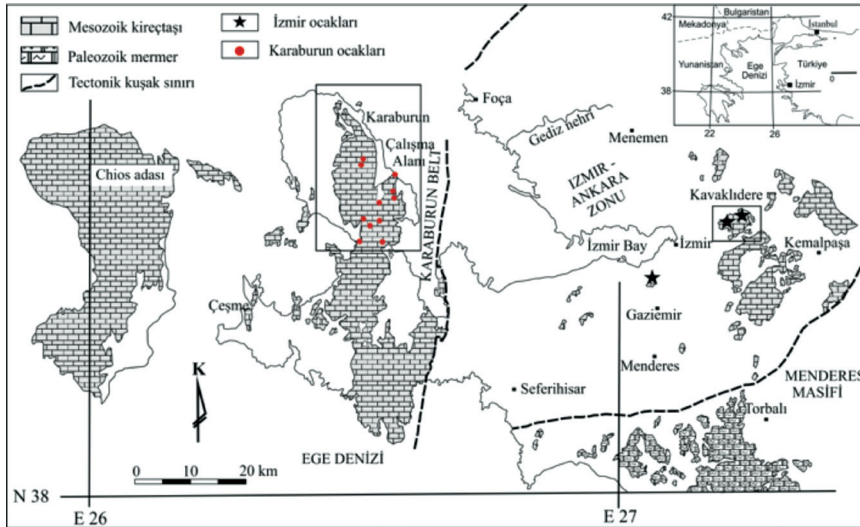 Mesozoik kireçtaşı
Paleozoik mermer
Tectonik kuşak sınırı
İzmir ocakları
Karaburun ocakları
42
Bulgaristan
Mekadonya
İstanbul
Yunanistan
Ege
Denizi
Türkiye
İzmir
0
38
22
26
Foça
Karaburun
Çalışma
Alanı
Gediz nehri
Menemen
Chios adası
N
IZMIR -
ANKARA
ZONU
Kavaklıdere
KARABURUN BELT
İzmir Bay
İzmir
Kemalpaşa
Çeşme
Gaziemir
Menderes
MENDERES
MASİFİ
K
Seferihisar
Torbalı
EGE DENİZİ
0 10 20 km
N 38
E 26
E 27